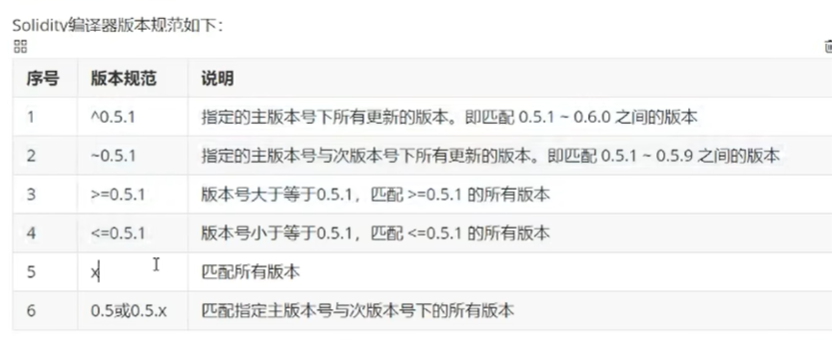 Solidity编译器版本规范如下：
序号 版本规范 说明
1 ^0.5.1 指定的主版本号下所有更新的版本。即匹配 0.5.1 ~ 0.6.0 之间的版本
2 ~0.5.1 指定的主版本号与次版本号下所有更新的版本。即匹配 0.5.1 ~ 0.5.9 之间的版本
3 >=0.5.1 版本号大于等于0.5.1，匹配 >=0.5.1 的所有版本
4 <=0.5.1 版本号小于等于0.5.1，匹配 <=0.5.1 的所有版本
5 x 匹配所有版本
6 0.5或0.5.x 匹配指定主版本号与次版本号下的所有版本